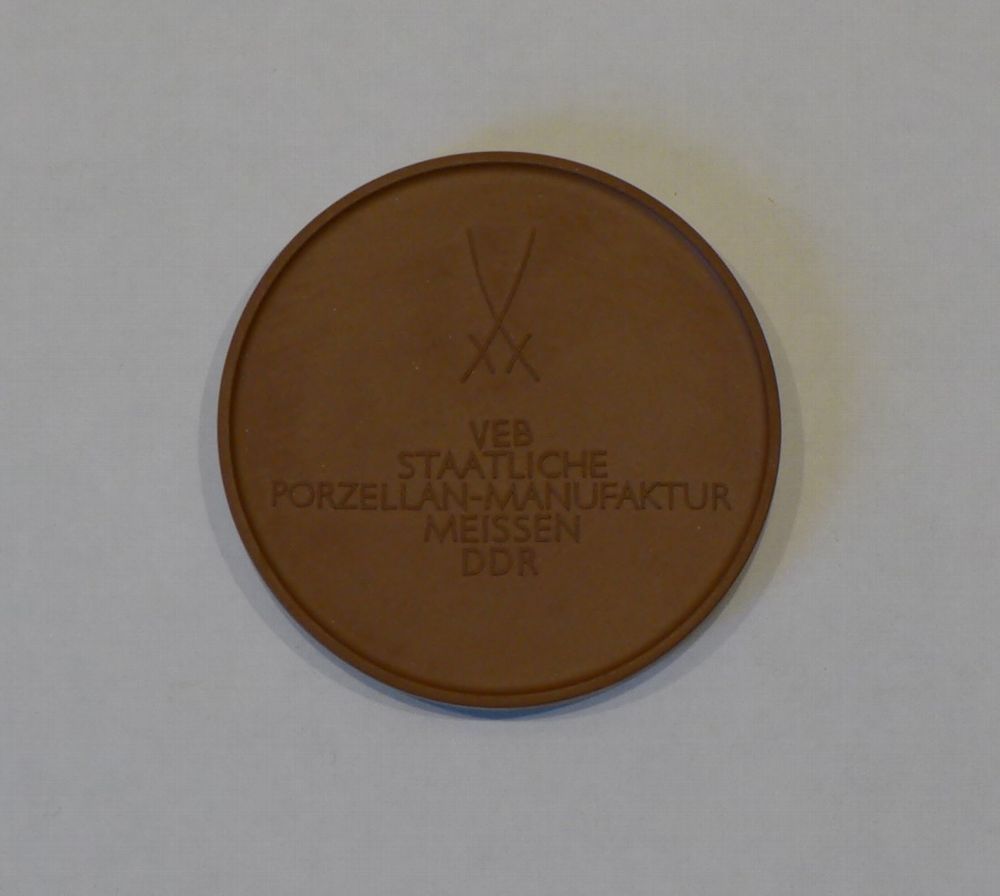 VEB
STAATLICHE
PORZELLAN-MANUFAKTUR
MEISSEN
DDR